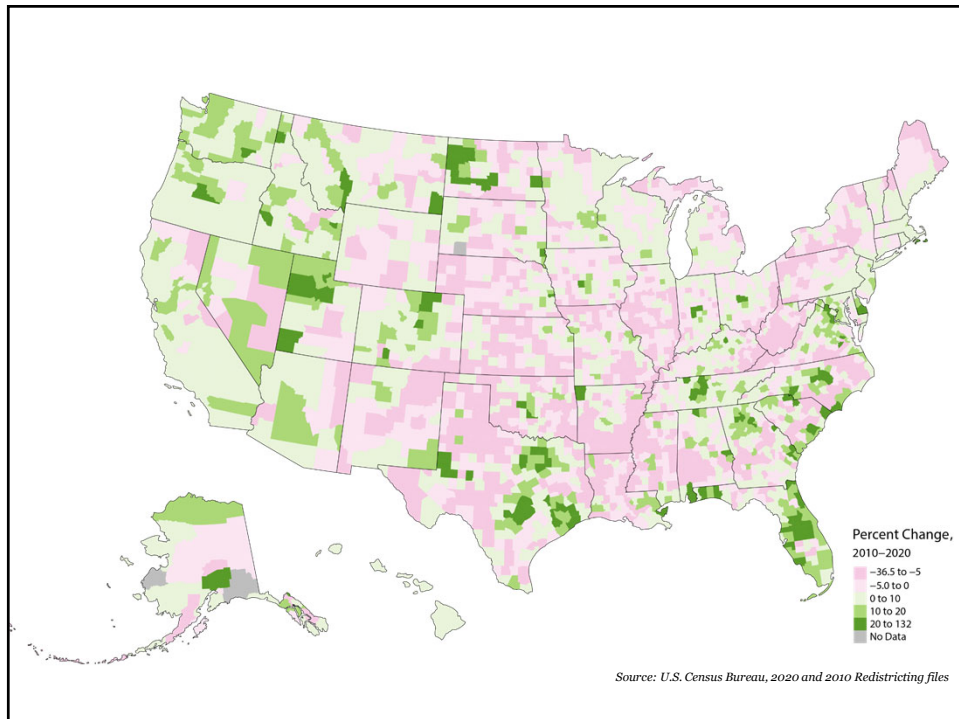 Percent Change,
2010–2020
−36.5 to −5
−5.0 to 0
0 to 10
10 to 20
20 to 132
No Data
Source: U.S. Census Bureau, 2020 and 2010 Redistricting files